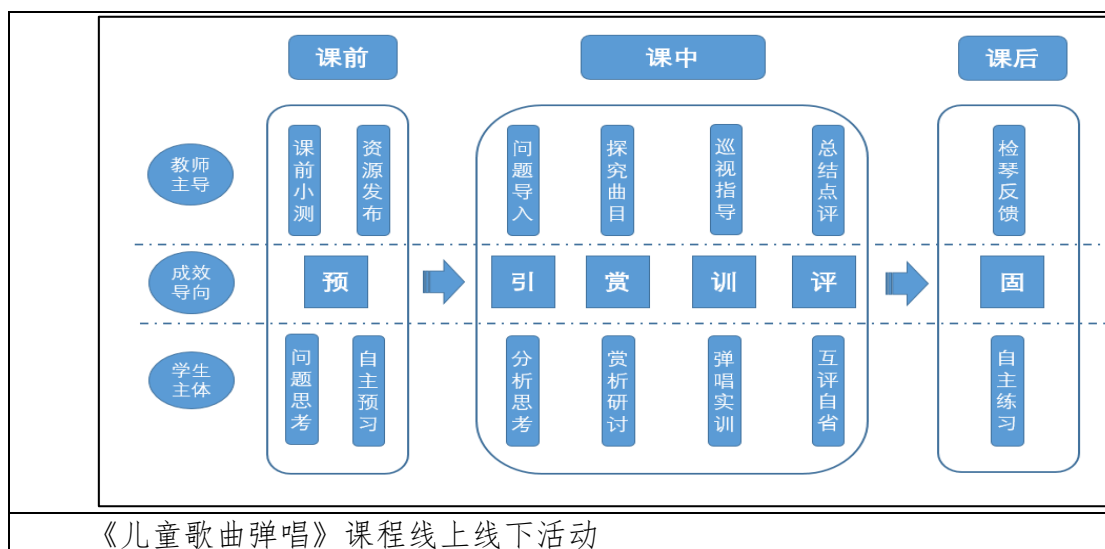 课前
课中
课后
教师
主导
课前小测
资源发布
问题导入
探究曲目
巡视指导
总结点评
检琴反馈
成效
导向
预
引
赏
训
评
固
学生
主体
问题思考
自主预习
分析思考
赏析研讨
弹唱实训
互评自省
自主练习
《儿童歌曲弹唱》课程线上线下活动